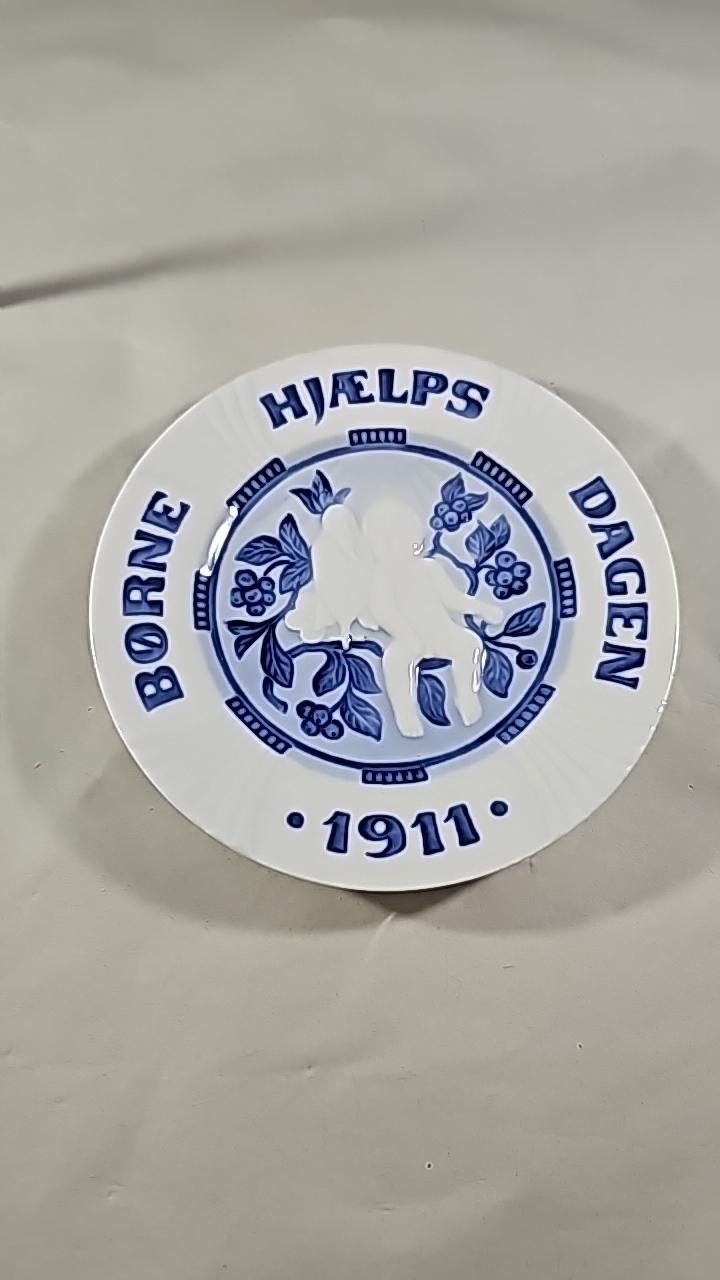 BØRNE
HJÆLPS
DAGEN
• 1911 •